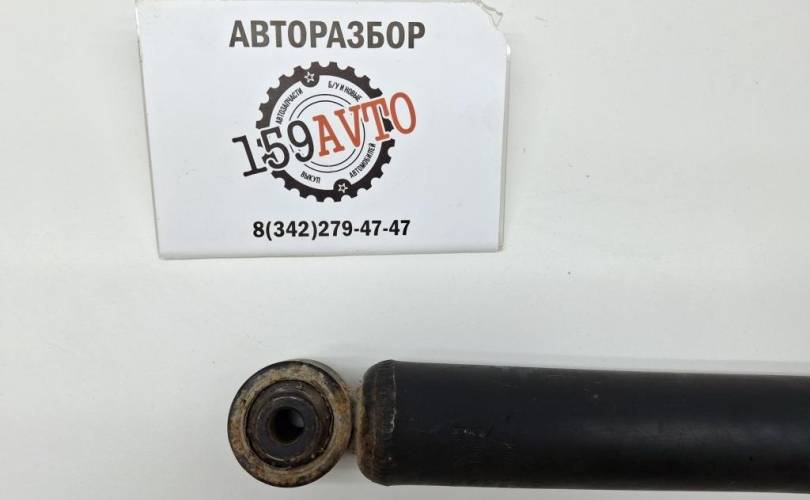 АВТОРАЗБОР
АВТОЗАПЧАСТИ
Б/У И НОВЫЕ
159AVTO
ВЫКУП
АВТОМОБИЛЕЙ
8(342)279-47-47